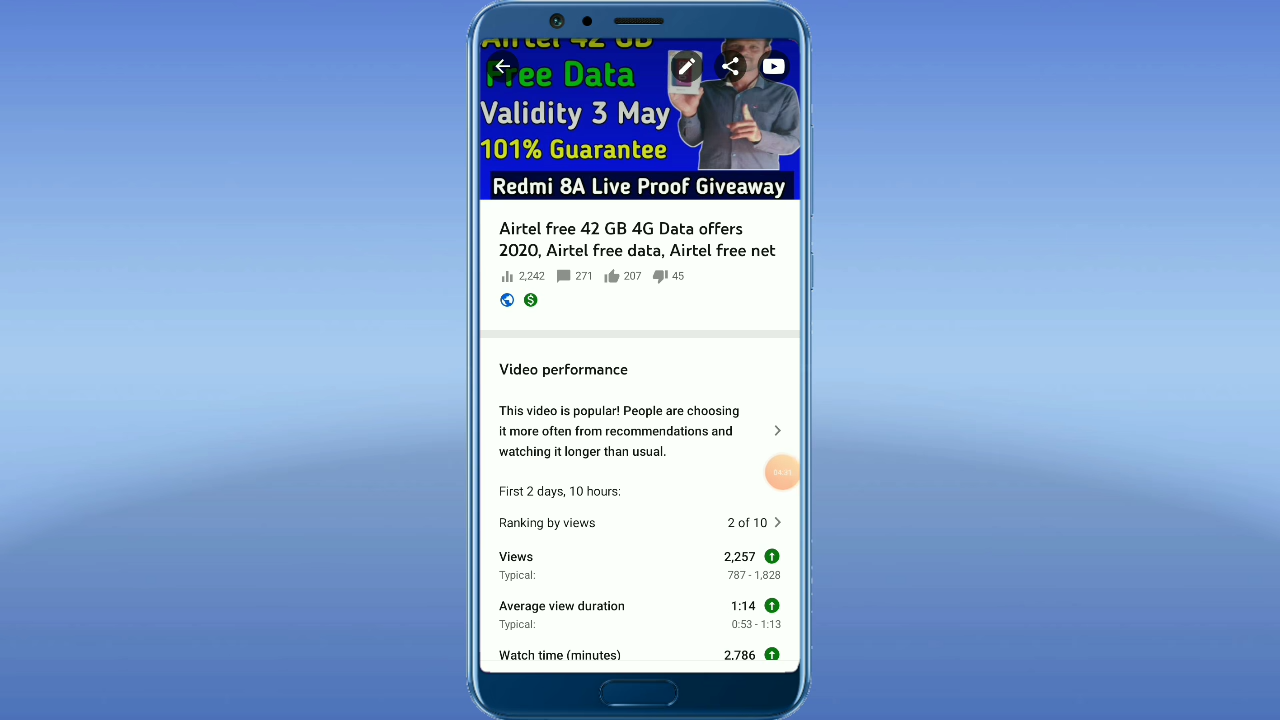 Airtel 42 GB
Free Data
Validity 3 May
101% Guarantee
Redmi 8A Live Proof Giveaway
Airtel free 42 GB 4G Data offers
2020, Airtel free data, Airtel free net
2,242 271 207 45
Video performance
This video is popular! People are choosing
it more often from recommendations and
watching it longer than usual.
First 2 days, 10 hours:
Ranking by views 2 of 10
Views 2,257
Typical: 787 - 1,828
Average view duration 1:14
Typical: 0:53 - 1:13
Watch time (minutes) 2,786